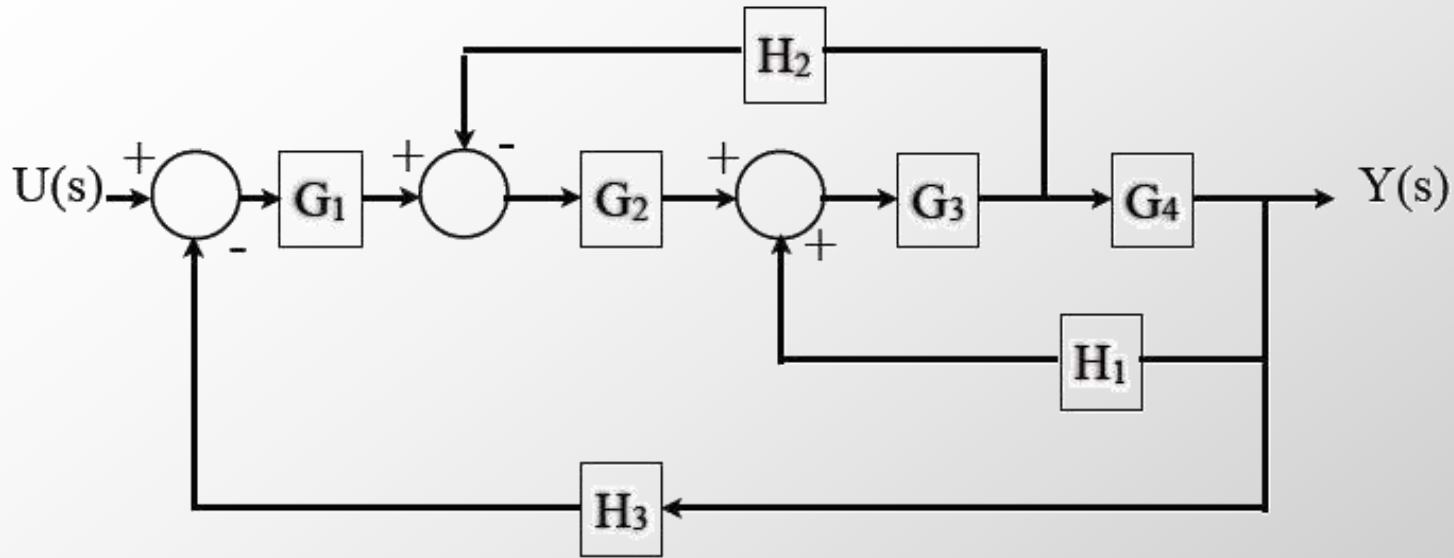 H₂
+ + - +
U(s) G₁ G₂ G₃ G₄ Y(s)
- +
H₁
H₃